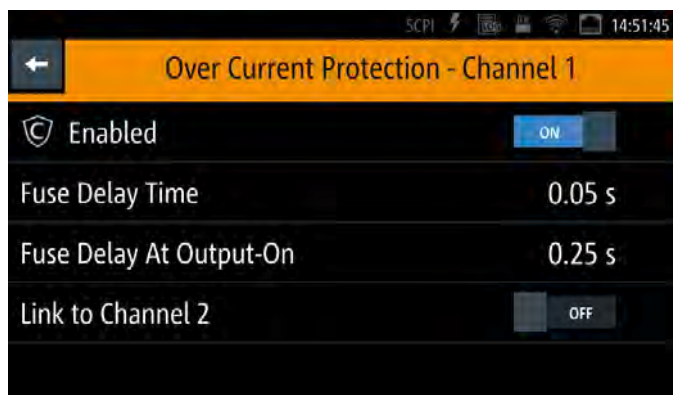 SCPI 14:51:45
Over Current Protection - Channel 1
Enabled ON
Fuse Delay Time 0.05 s
Fuse Delay At Output-On 0.25 s
Link to Channel 2 OFF